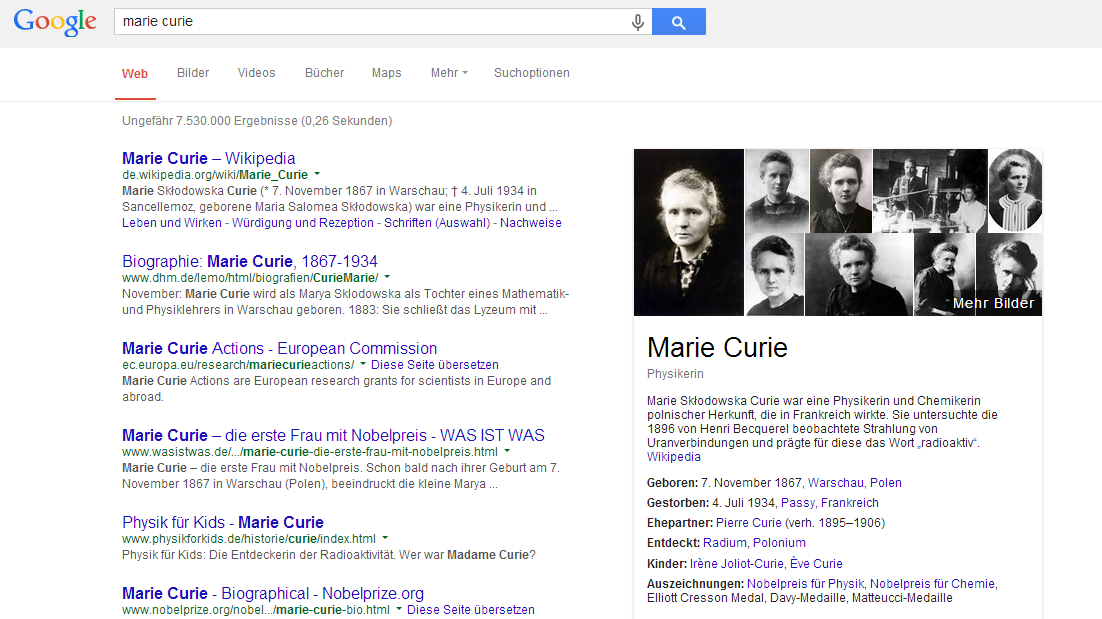 Google
marie curie
Web Bilder Videos Bücher Maps Mehr Suchoptionen
Ungefähr 7.530.000 Ergebnisse (0,26 Sekunden)
Marie Curie – Wikipedia
de.wikipedia.org/wiki/Marie_Curie
Marie Skłodowska Curie (* 7. November 1867 in Warschau; † 4. Juli 1934 in
Sancellemoz, geborene Maria Salomea Skłodowska) war eine Physikerin und ...
Leben und Wirken - Würdigung und Rezeption - Schriften (Auswahl) - Nachweise
Biographie: Marie Curie, 1867-1934
www.dhm.de/lemo/html/biografien/CurieMarie/
November: Marie Curie wird als Marya Sklodowska als Tochter eines Mathematik-
und Physiklehrers in Warschau geboren. 1883: Sie schließt das Lyzeum mit ...
Marie Curie Actions - European Commission
ec.europa.eu/research/mariecurieactions/ Diese Seite übersetzen
Marie Curie Actions are European research grants for scientists in Europe and
abroad.
Marie Curie – die erste Frau mit Nobelpreis - WAS IST WAS
www.wasistwas.de/.../marie-curie-die-erste-frau-mit-nobelpreis.html
Marie Curie – die erste Frau mit Nobelpreis. Schon bald nach ihrer Geburt am 7.
November 1867 in Warschau (Polen), beeindruckt die kleine Marya ...
Physik für Kids - Marie Curie
www.physikforkids.de/historie/curie/index.html
Physik für Kids: Die Entdeckerin der Radioaktivität. Wer war Madame Curie?
Marie Curie - Biographical - Nobelprize.org
www.nobelprize.org/nobel.../marie-curie-bio.html Diese Seite übersetzen
Mehr Bilder
Marie Curie
Physikerin
Marie Skłodowska Curie war eine Physikerin und Chemikerin
polnischer Herkunft, die in Frankreich wirkte. Sie untersuchte die
1896 von Henri Becquerel beobachtete Strahlung von
Uranverbindungen und prägte für diese das Wort „radioaktiv“.
Wikipedia
Geboren: 7. November 1867, Warschau, Polen
Gestorben: 4. Juli 1934, Passy, Frankreich
Ehepartner: Pierre Curie (verh. 1895–1906)
Entdeckt: Radium, Polonium
Kinder: Irène Joliot-Curie, Ève Curie
Auszeichnungen: Nobelpreis für Physik, Nobelpreis für Chemie,
Elliott Cresson Medal, Davy-Medaille, Matteucci-Medaille